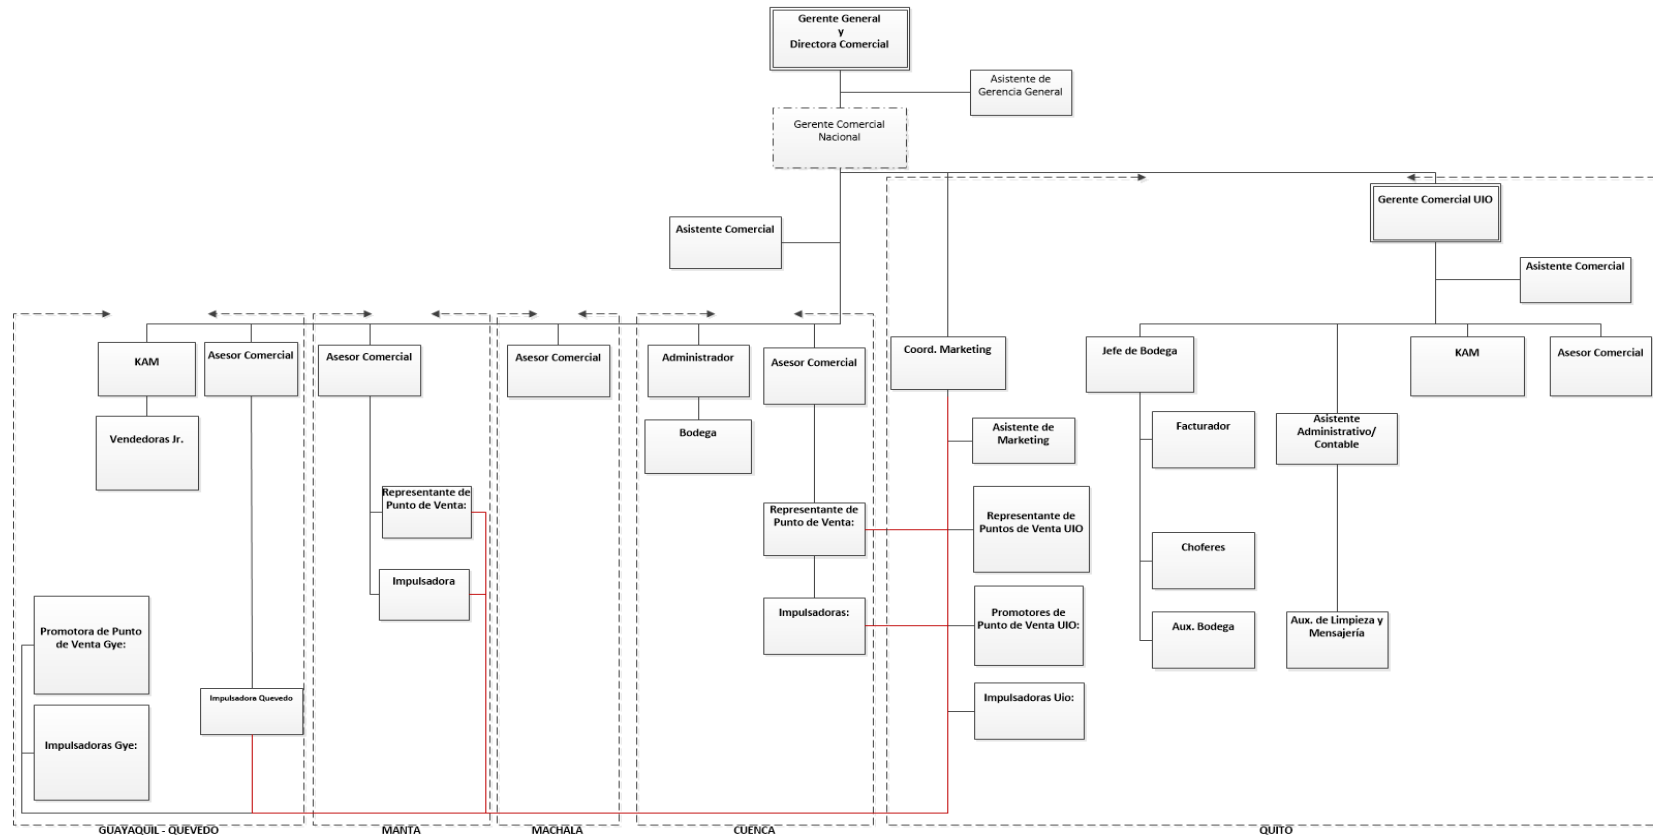 Gerente General
y
Directora Comercial
Asistente de
Gerencia General
Gerente Comercial
Nacional
Gerente Comercial UIO
Asistente Comercial
Asistente Comercial
KAM
Asesor Comercial
Asesor Comercial
Asesor Comercial
Administrador
Asesor Comercial
Coord. Marketing
Jefe de Bodega
KAM
Asesor Comercial
Vendedoras Jr.
Bodega
Asistente de
Marketing
Facturador
Asistente
Administrativo/
Contable
Representante de
Punto de Venta:
Representante de
Punto de Venta:
Representante de
Puntos de Venta UIO
Choferes
Impulsadora
Impulsadoras:
Promotores de
Punto de Venta UIO:
Aux. Bodega
Aux. de Limpieza y
Mensajería
Promotora de Punto
de Venta Gye:
Impulsadora Quevedo
Impulsadoras Uio:
Impulsadoras Gye:
GUAYAQUIL - QUEVEDO
MANTA
MACHALA
CUENCA
QUITO